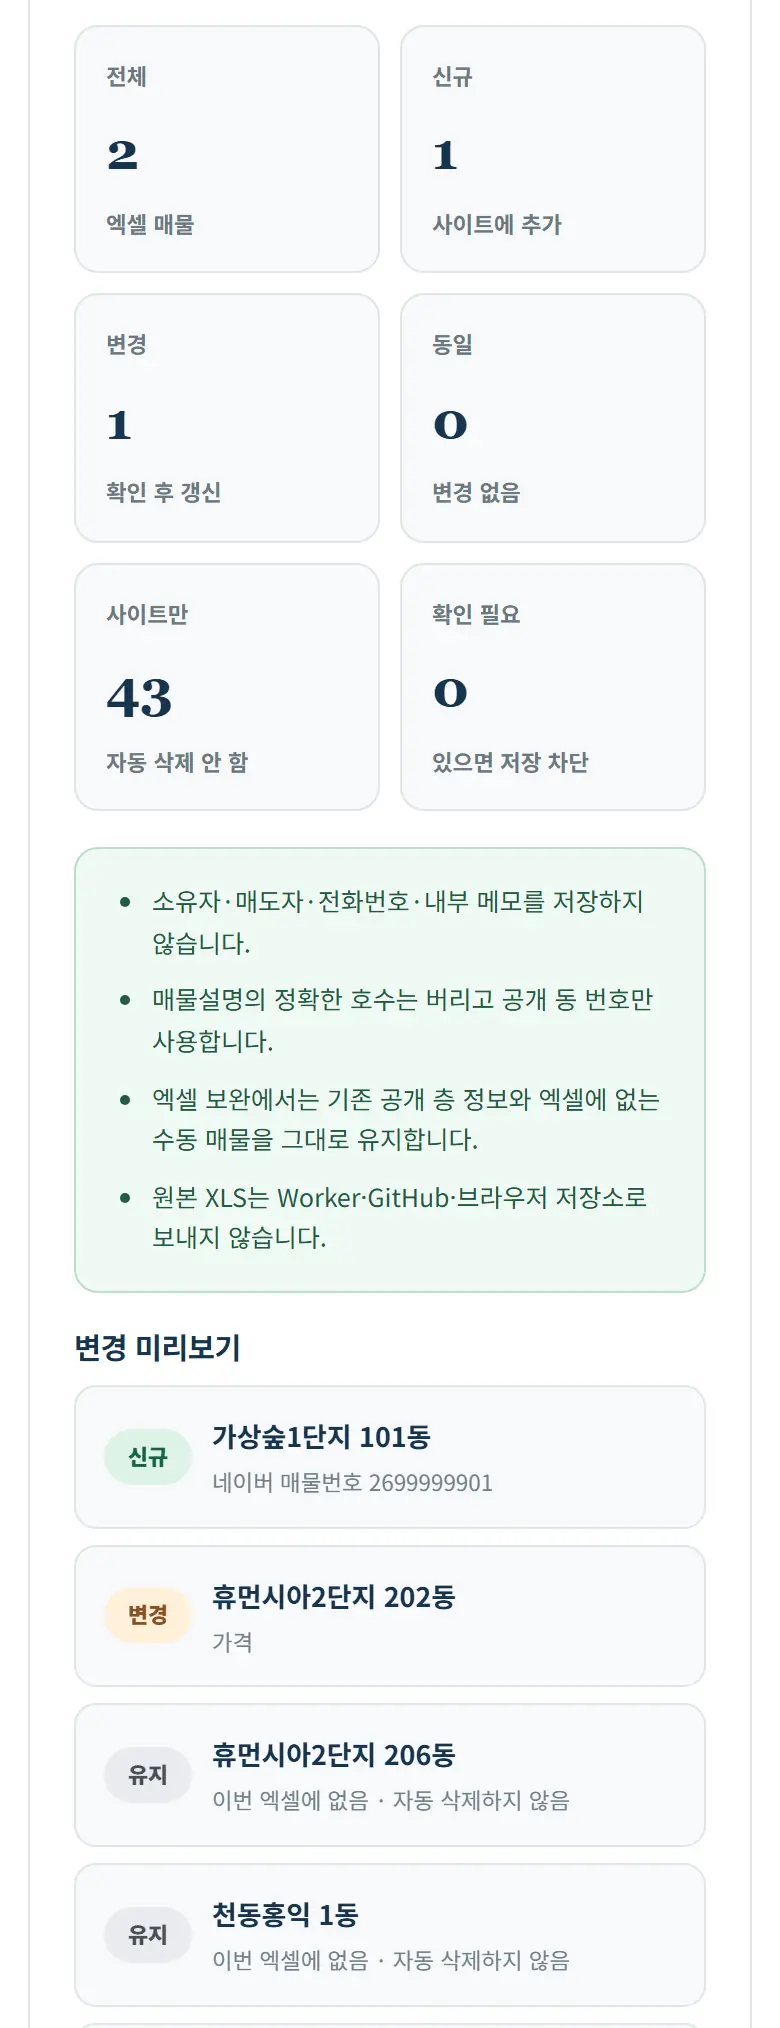 전체
2
엑셀 매물
신규
1
사이트에 추가
변경
1
확인 후 갱신
동일
0
변경 없음
사이트만
43
자동 삭제 안 함
확인 필요
0
있으면 저장 차단
소유자·매도자·전화번호·내부 메모를 저장하지
않습니다.
매물설명의 정확한 호수는 버리고 공개 동 번호만
사용합니다.
엑셀 보완에서는 기존 공개 층 정보와 엑셀에 없는
수동 매물을 그대로 유지합니다.
원본 XLS는 Worker·GitHub·브라우저 저장소로
보내지 않습니다.
변경 미리보기
신규
가상숲1단지 101동
네이버 매물번호 2699999901
변경
휴먼시아2단지 202동
가격
유지
휴먼시아2단지 206동
이번 엑셀에 없음 · 자동 삭제하지 않음
유지
천동홍익 1동
이번 엑셀에 없음 · 자동 삭제하지 않음